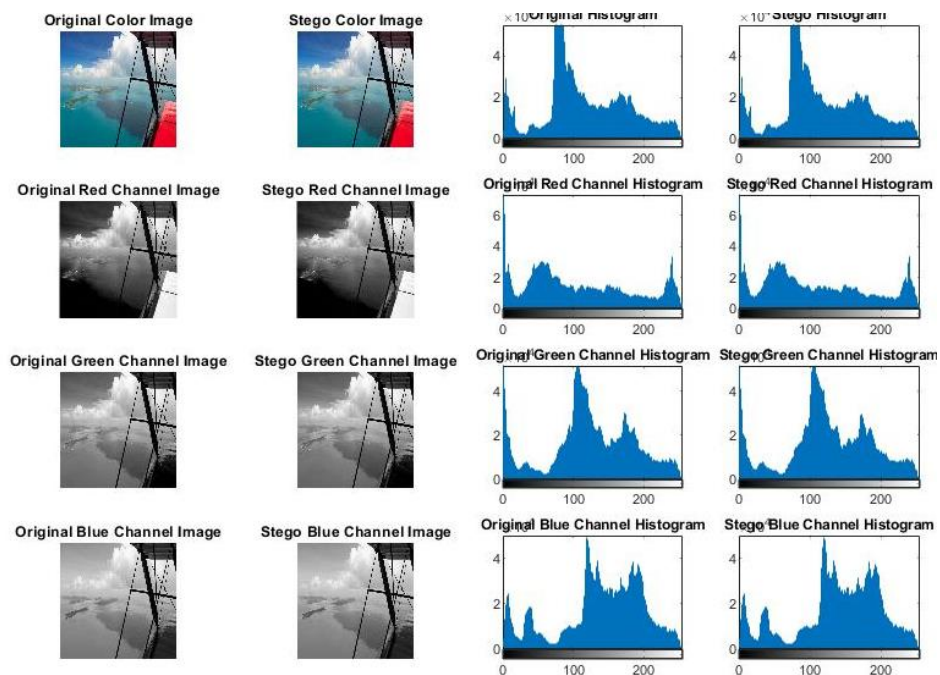 Original Color Image
Stego Color Image
Original Histogram
Stego Histogram
4
2
0
0 100 200
4
2
0
0 100 200
Original Red Channel Image
Stego Red Channel Image
Original Red Channel Histogram
Stego Red Channel Histogram
6
4
2
0
0 100 200
6
4
2
0
0 100 200
Original Green Channel Image
Stego Green Channel Image
Original Green Channel Histogram
Stego Green Channel Histogram
4
2
0
0 100 200
4
2
0
0 100 200
Original Blue Channel Image
Stego Blue Channel Image
Original Blue Channel Histogram
Stego Blue Channel Histogram
4
2
0
0 100 200
4
2
0
0 100 200